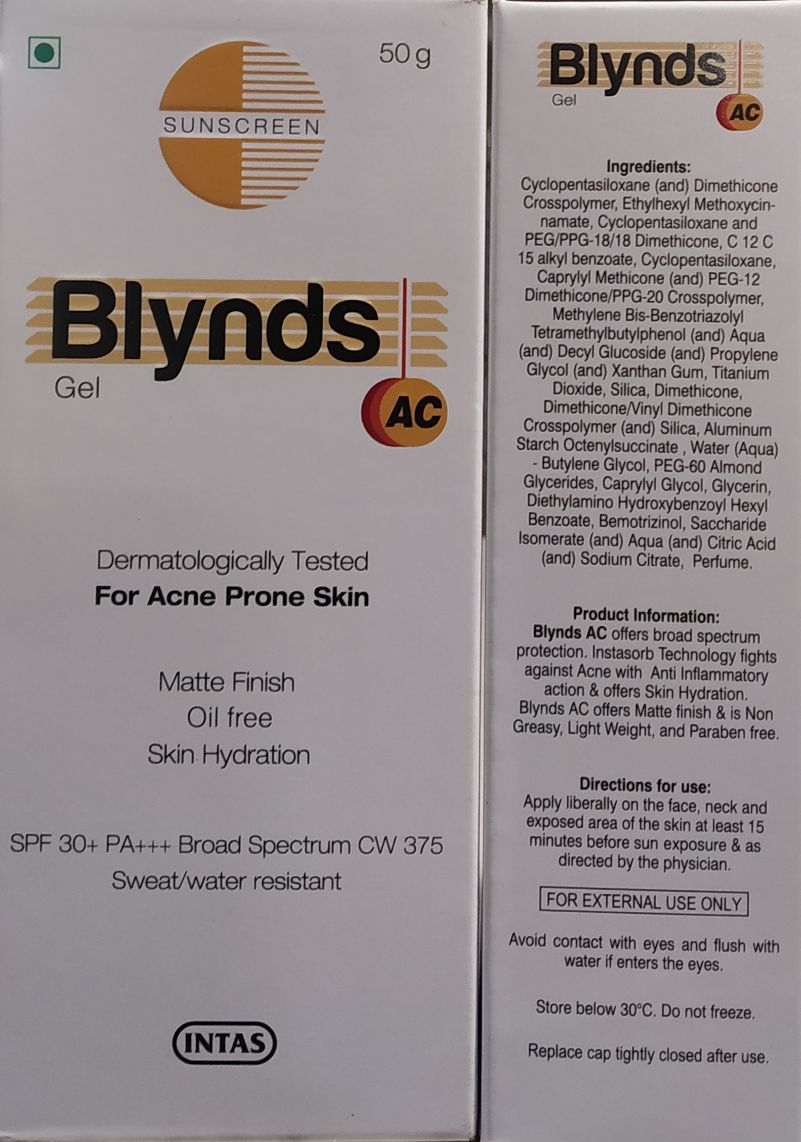 50 g
SUNSCREEN
Blynds
Gel
AC
Dermatologically Tested
For Acne Prone Skin
Matte Finish
Oil free
Skin Hydration
SPF 30+ PA+++ Broad Spectrum CW 375
Sweat/water resistant
INTAS
Blynds
Gel
AC
Ingredients:
Cyclopentasiloxane (and) Dimethicone
Crosspolymer, Ethylhexyl Methoxycin-
namate, Cyclopentasiloxane and
PEG/PPG-18/18 Dimethicone, C 12 C
15 alkyl benzoate, Cyclopentasiloxane,
Caprylyl Methicone (and) PEG-12
Dimethicone/PPG-20 Crosspolymer,
Methylene Bis-Benzotriazolyl
Tetramethylbutylphenol (and) Aqua
(and) Decyl Glucoside (and) Propylene
Glycol (and) Xanthan Gum, Titanium
Dioxide, Silica, Dimethicone,
Dimethicone/Vinyl Dimethicone
Crosspolymer (and) Silica, Aluminum
Starch Octenylsuccinate , Water (Aqua)
- Butylene Glycol, PEG-60 Almond
Glycerides, Caprylyl Glycol, Glycerin,
Diethylamino Hydroxybenzoyl Hexyl
Benzoate, Bemotrizinol, Saccharide
Isomerate (and) Aqua (and) Citric Acid
(and) Sodium Citrate, Perfume.
Product Information:
Blynds AC offers broad spectrum
protection. Instasorb Technology fights
against Acne with Anti Inflammatory
action & offers Skin Hydration.
Blynds AC offers Matte finish & is Non
Greasy, Light Weight, and Paraben free.
Directions for use:
Apply liberally on the face, neck and
exposed area of the skin at least 15
minutes before sun exposure & as
directed by the physician.
FOR EXTERNAL USE ONLY
Avoid contact with eyes and flush with
water if enters the eyes.
Store below 30°C. Do not freeze.
Replace cap tightly closed after use.